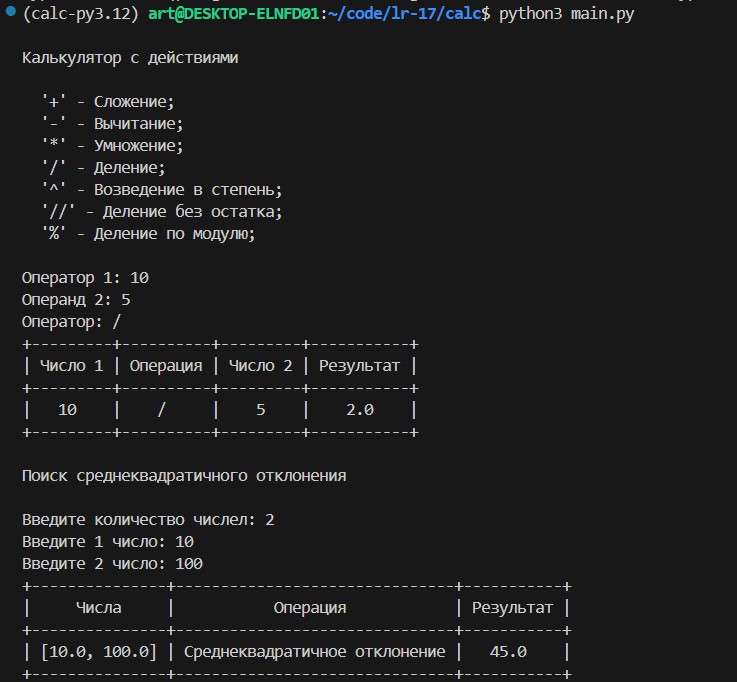 (calc-py3.12) art@DESKTOP-ELNFD01:~/code/lr-17/calc$ python3 main.py
Калькулятор с действиями
'+' - Сложение;
'-' - Вычитание;
'*' - Умножение;
'/' - Деление;
'^' - Возведение в степень;
'//' - Деление без остатка;
'%' - Деление по модулю;
Оператор 1: 10
Операнд 2: 5
Оператор: /
+---------+----------+---------+-----------+
| Число 1 | Операция | Число 2 | Результат |
+---------+----------+---------+-----------+
|   10    |    /     |    5    |    2.0    |
+---------+----------+---------+-----------+
Поиск среднеквадратичного отклонения
Введите количество числел: 2
Введите 1 число: 10
Введите 2 число: 100
+---------------+-------------------------------+-----------+
|     Числа     |           Операция            | Результат |
+---------------+-------------------------------+-----------+
| [10.0, 100.0] | Среднеквадратичное отклонение |   45.0    |
+---------------+-------------------------------+-----------+